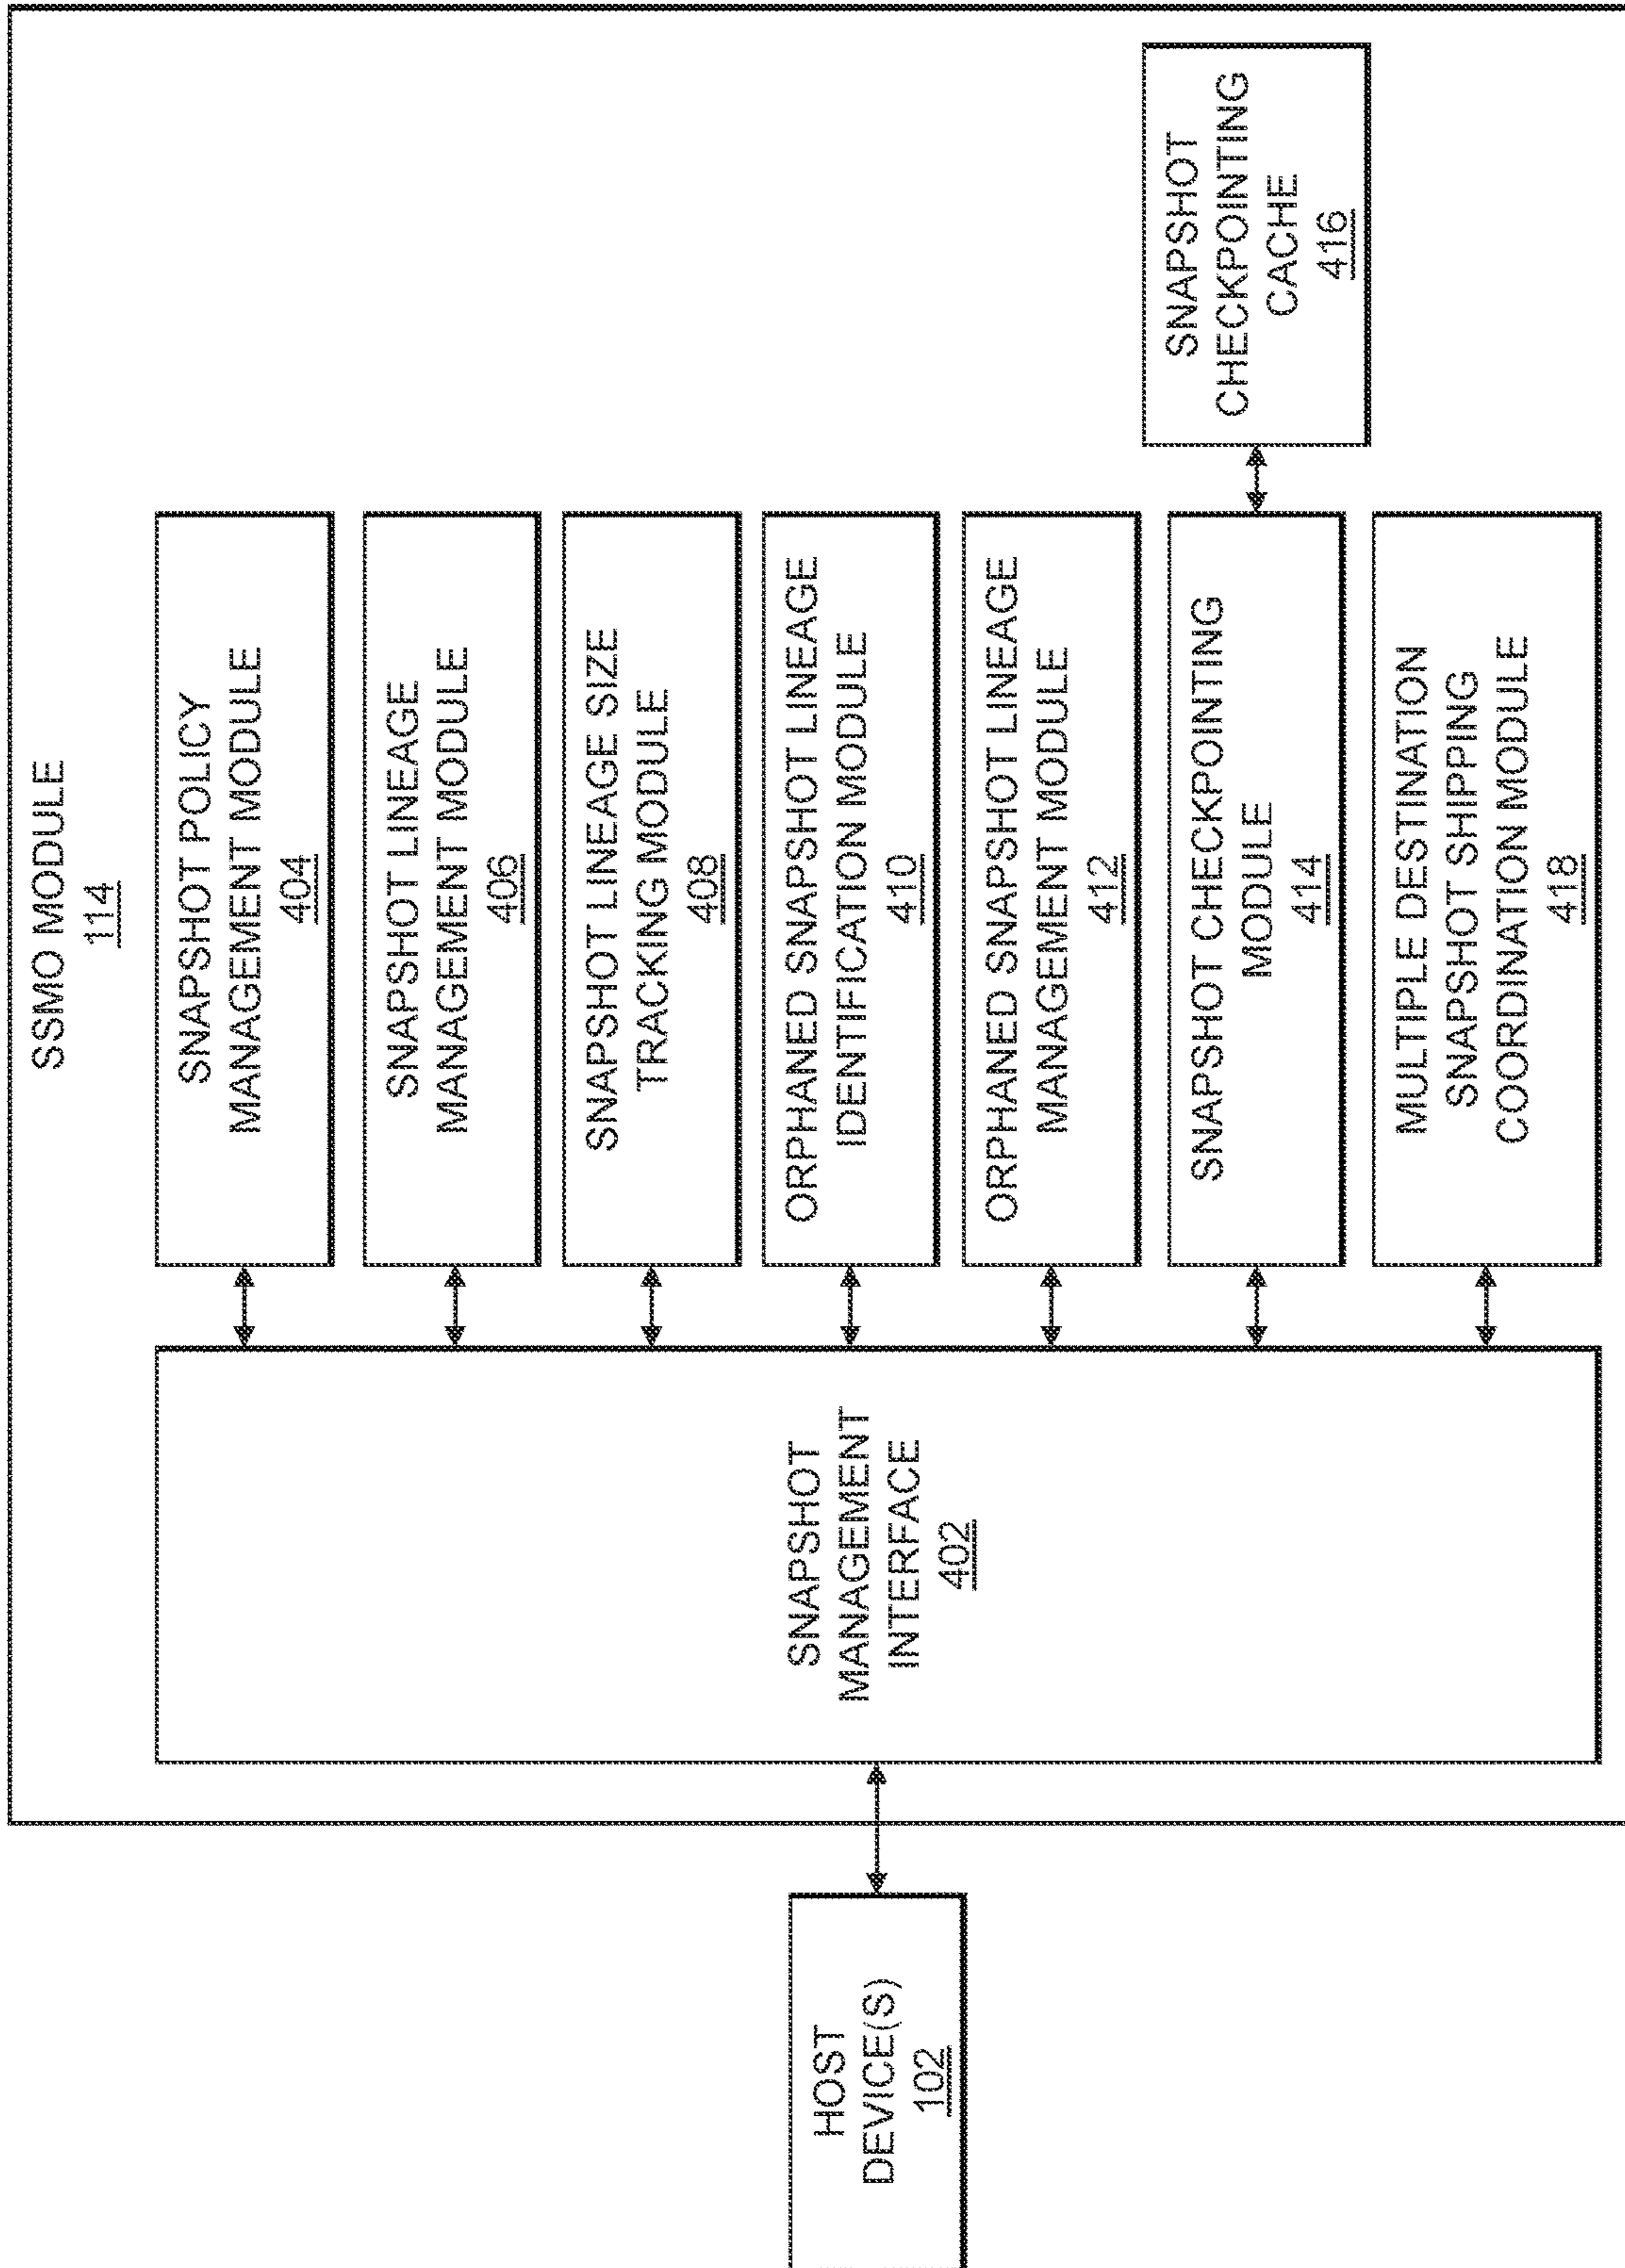 SSMO MODULE
114
HOST
DEVICE(S)
102
SNAPSHOT
MANAGEMENT
INTERFACE
402
SNAPSHOT POLICY
MANAGEMENT MODULE
404
SNAPSHOT LINEAGE
MANAGEMENT MODULE
406
SNAPSHOT LINEAGE SIZE
TRACKING MODULE
408
ORPHANED SNAPSHOT LINEAGE
IDENTIFICATION MODULE
410
ORPHANED SNAPSHOT LINEAGE
MANAGEMENT MODULE
412
SNAPSHOT CHECKPOINTING
MODULE
414
SNAPSHOT
CHECKPOINTING
CACHE
416
MULTIPLE DESTINATION
SNAPSHOT SHIPPING
COORDINATION MODULE
418